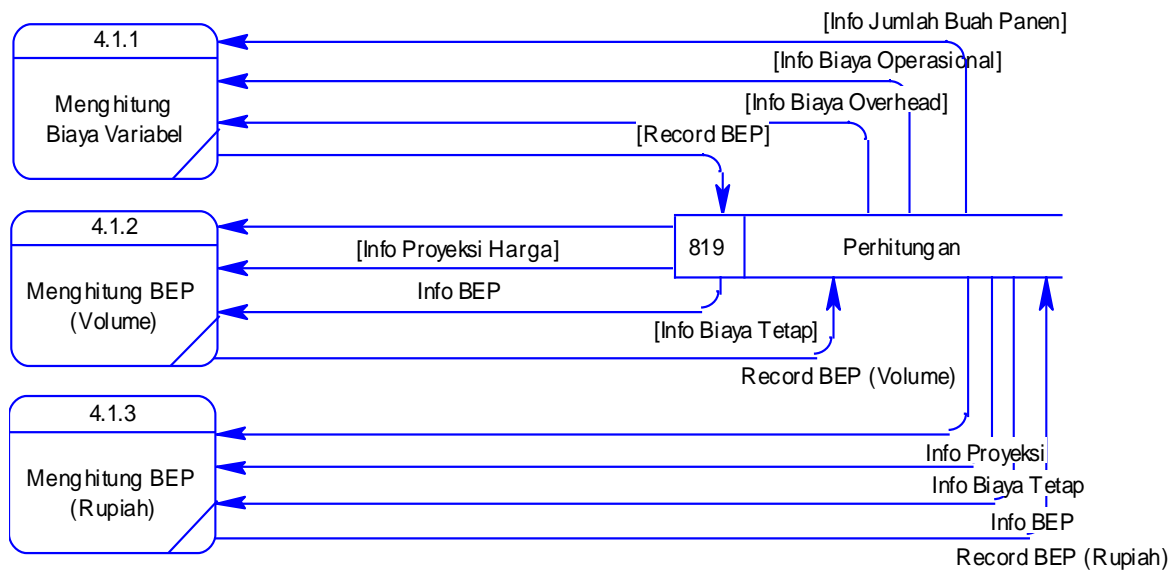 [Info Jumlah Buah Panen]
4.1.1
[Info Biaya Operasional]
Menghitung
Biaya Variabel
[Info Biaya Overhead]
[Record BEP]
4.1.2
819
Perhitungan
[Info Proyeksi Harga]
Menghitung BEP
(Volume)
Info BEP
[Info Biaya Tetap]
Record BEP (Volume)
4.1.3
Menghitung BEP
(Rupiah)
Info Proyeksi
Info Biaya Tetap
Info BEP
Record BEP (Rupiah)